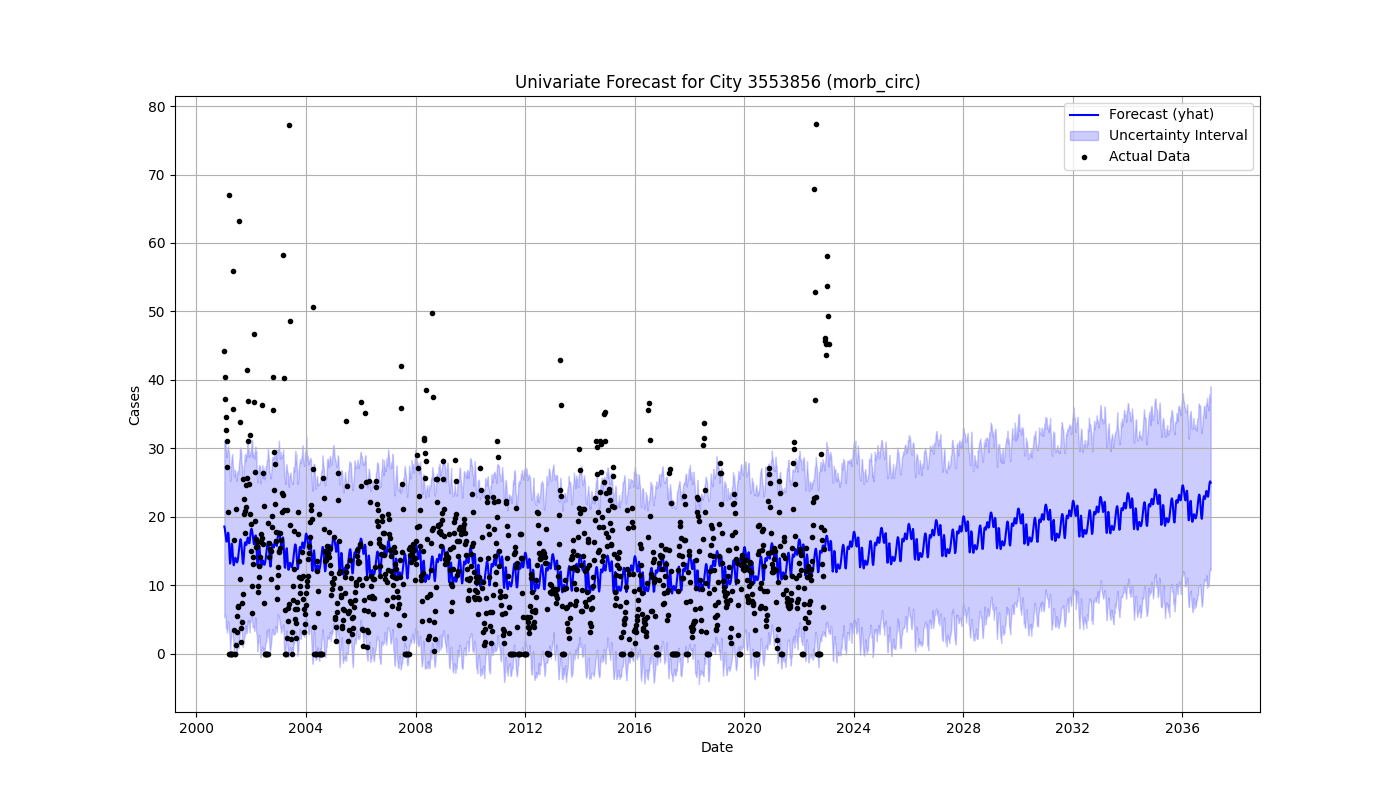 Univariate Forecast for City 3553856 (morb_circ)
Forecast (yhat)
Uncertainty Interval
Actual Data
Cases
80
70
60
50
40
30
20
10
0
2000 2004 2008 2012 2016 2020 2024 2028 2032 2036
Date